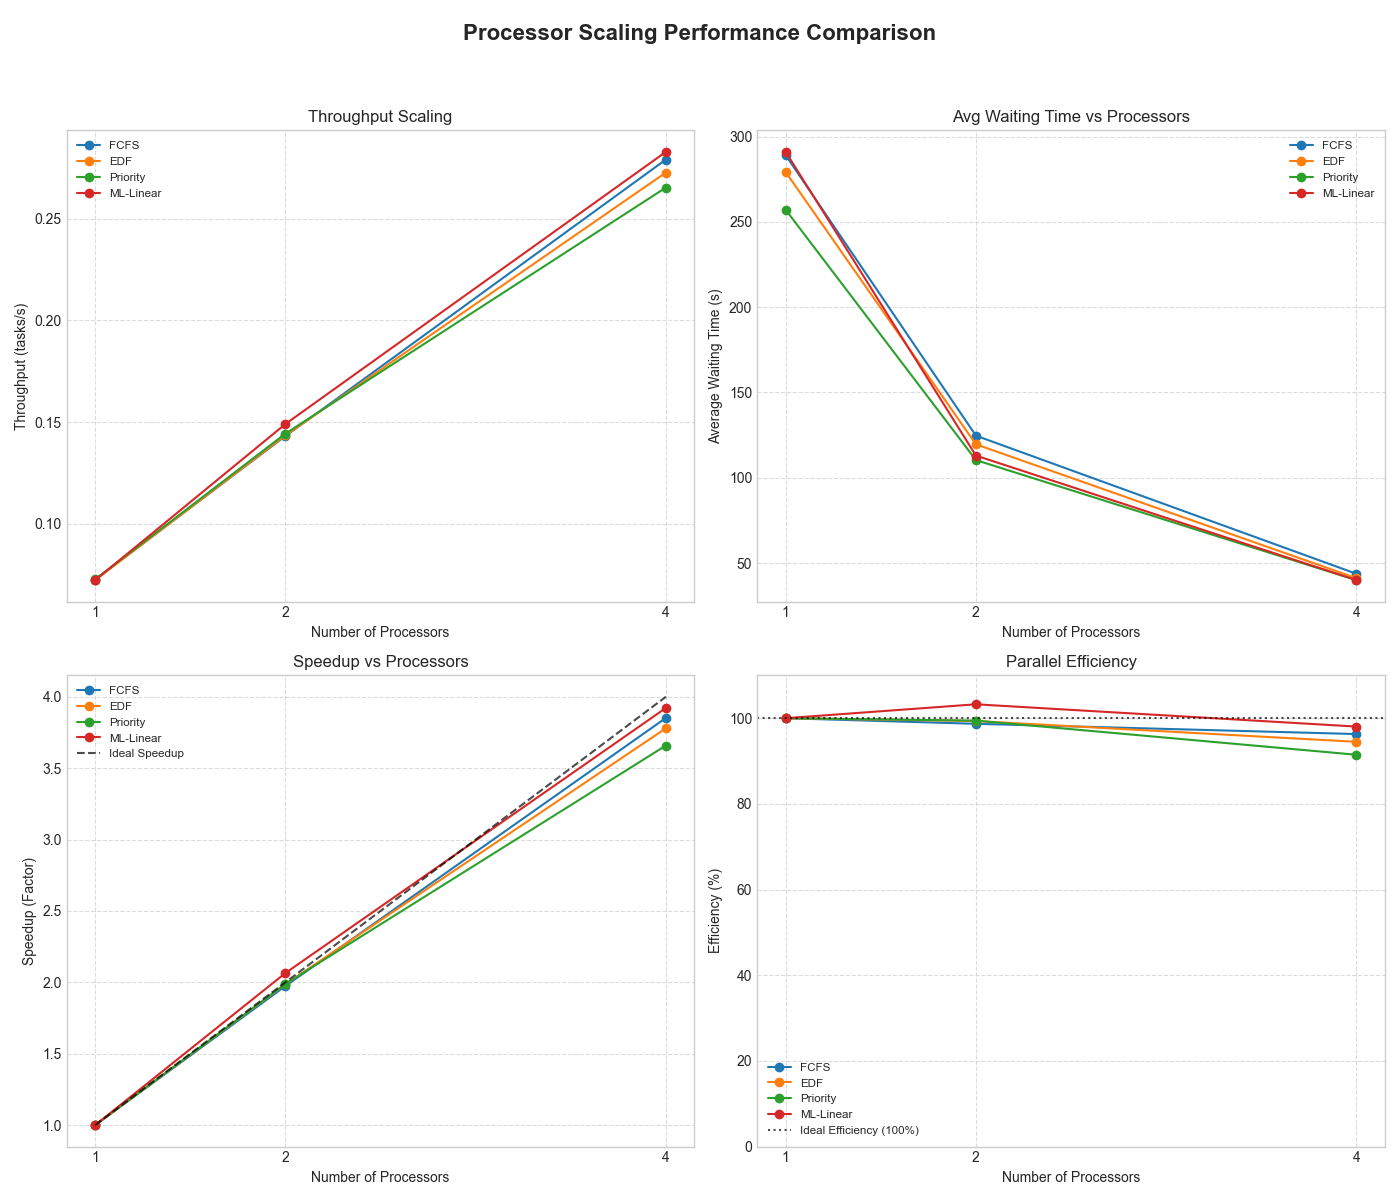 Processor Scaling Performance Comparison
Throughput Scaling
FCFS
EDF
Priority
ML-Linear
0.25
0.20
0.15
0.10
Throughput (tasks/s)
1
2
4
Number of Processors
Avg Waiting Time vs Processors
FCFS
EDF
Priority
ML-Linear
300
250
200
150
100
50
Average Waiting Time (s)
1
2
4
Number of Processors
Speedup vs Processors
FCFS
EDF
Priority
ML-Linear
Ideal Speedup
4.0
3.5
3.0
2.5
2.0
1.5
1.0
Speedup (Factor)
1
2
4
Number of Processors
Parallel Efficiency
100
80
60
40
20
0
Efficiency (%)
FCFS
EDF
Priority
ML-Linear
Ideal Efficiency (100%)
1
2
4
Number of Processors